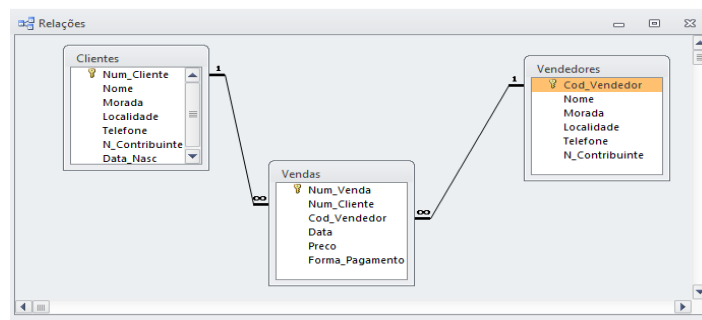 Relações
Clientes
Num_Cliente
Nome
Morada
Localidade
Telefone
N_Contribuinte
Data_Nasc
1
∞
Vendas
Num_Venda
Num_Cliente
Cod_Vendedor
Data
Preco
Forma_Pagamento
∞
1
Vendedores
Cod_Vendedor
Nome
Morada
Localidade
Telefone
N_Contribuinte